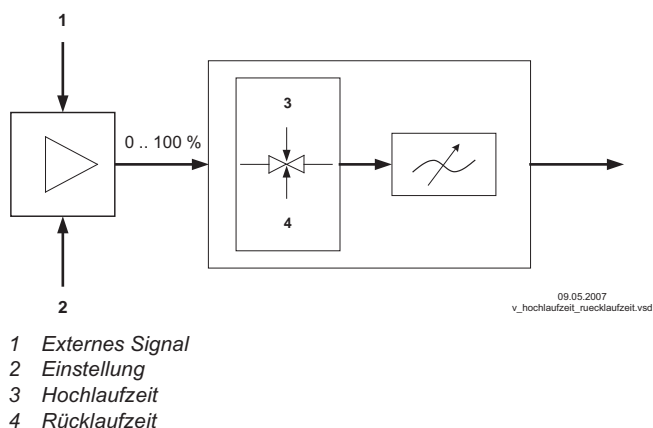 1
0 .. 100 %
3
4
2
09.05.2007
v_hochlaufzeit_ruecklaufzeit.vsd
1 Externes Signal
2 Einstellung
3 Hochlaufzeit
4 Rücklaufzeit